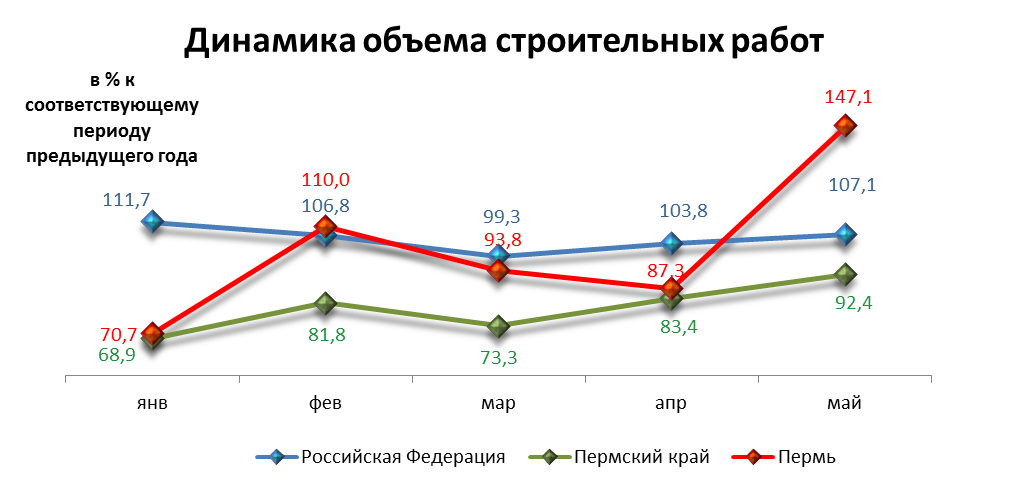 Динамика объема строительных работ
в % к
соответствующему
периоду
предыдущего года
147,1
111,7
110,0
106,8
99,3
93,8
103,8
87,3
107,1
70,7
68,9
81,8
73,3
83,4
92,4
янв фев мар апр май
Российская Федерация Пермский край Пермь